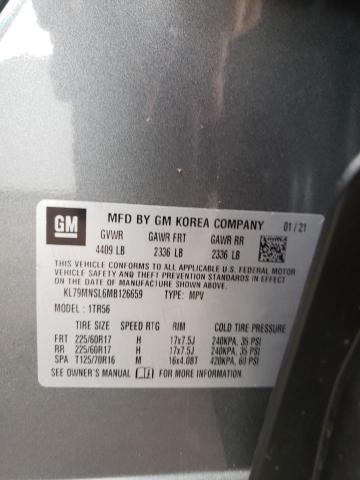 GM
MFD BY GM KOREA COMPANY 01/21
GVWR GAWR FRT GAWR RR
4409 LB 2336 LB 2336 LB
THIS VEHICLE CONFORMS TO ALL APPLICABLE U.S. FEDERAL MOTOR
VEHICLE SAFETY, BUMPER, AND THEFT PREVENTION STANDARDS IN
EFFECT ON THE DATE OF MANUFACTURE SHOWN ABOVE.
KL79MNSL6MB126659 TYPE: MPV
MODEL: 1TR56
TIRE SIZE SPEED RTG RIM COLD TIRE PRESSURE
FRT 225/60R17 H 17x7.5J 240KPA, 35 PSI
RR 225/60R17 H 17x7.5J 240KPA, 35 PSI
SPA T125/70R16 M 16x4.0BT 420KPA, 60 PSI
SEE OWNER'S MANUAL FOR MORE INFORMATION